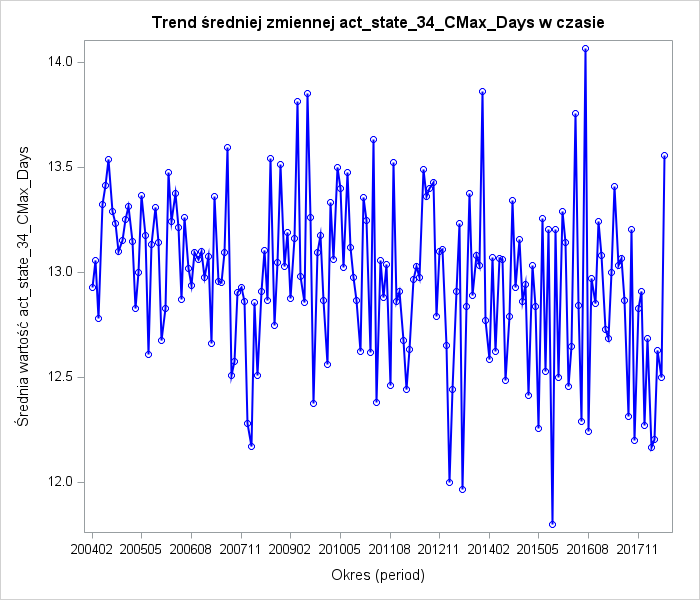 Trend średniej zmiennej act_state_34_CMax_Days w czasie
Średnia wartość act_state_34_CMax_Days
14.0
13.5
13.0
12.5
12.0
200402 200505 200608 200711 200902 201005 201108 201211 201402 201505 201608 201711
Okres (period)